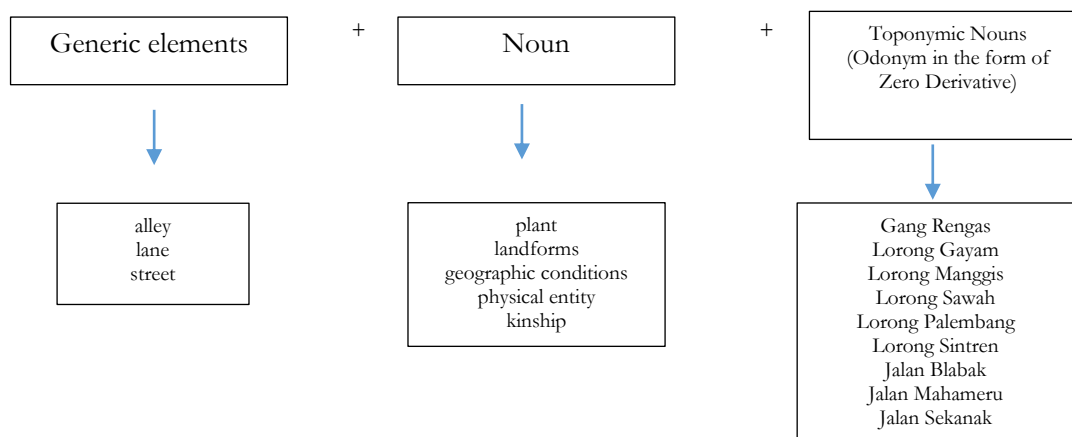 Generic elements
+
Noun
+
Toponymic Nouns
(Odonym in the form of
Zero Derivative)
alley
lane
street
plant
landforms
geographic conditions
physical entity
kinship
Gang Rengas
Lorong Gayam
Lorong Manggis
Lorong Sawah
Lorong Palembang
Lorong Sintren
Jalan Blabak
Jalan Mahameru
Jalan Sekanak